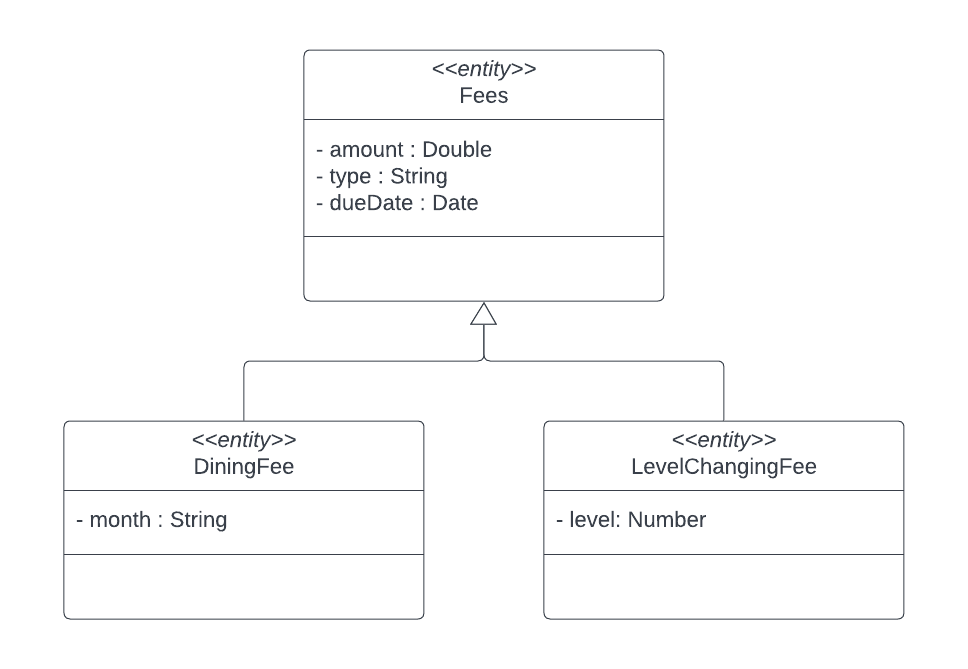 <<entity>>
Fees
- amount : Double
- type : String
- dueDate : Date
<<entity>>
DiningFee
- month : String
<<entity>>
LevelChangingFee
- level: Number